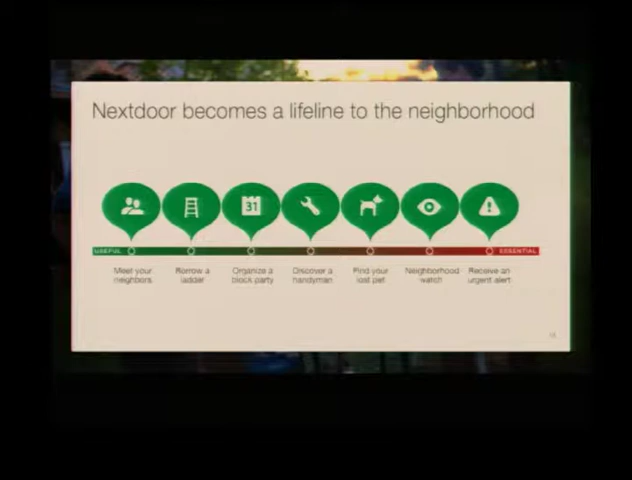 Nextdoor becomes a lifeline to the neighborhood
31
USEFUL
ESSENTIAL
Meet your
neighbors
Borrow a
ladder
Organize a
block party
Discover a
handyman
Find your
lost pet
Neighborhood
watch
Receive an
urgent alert